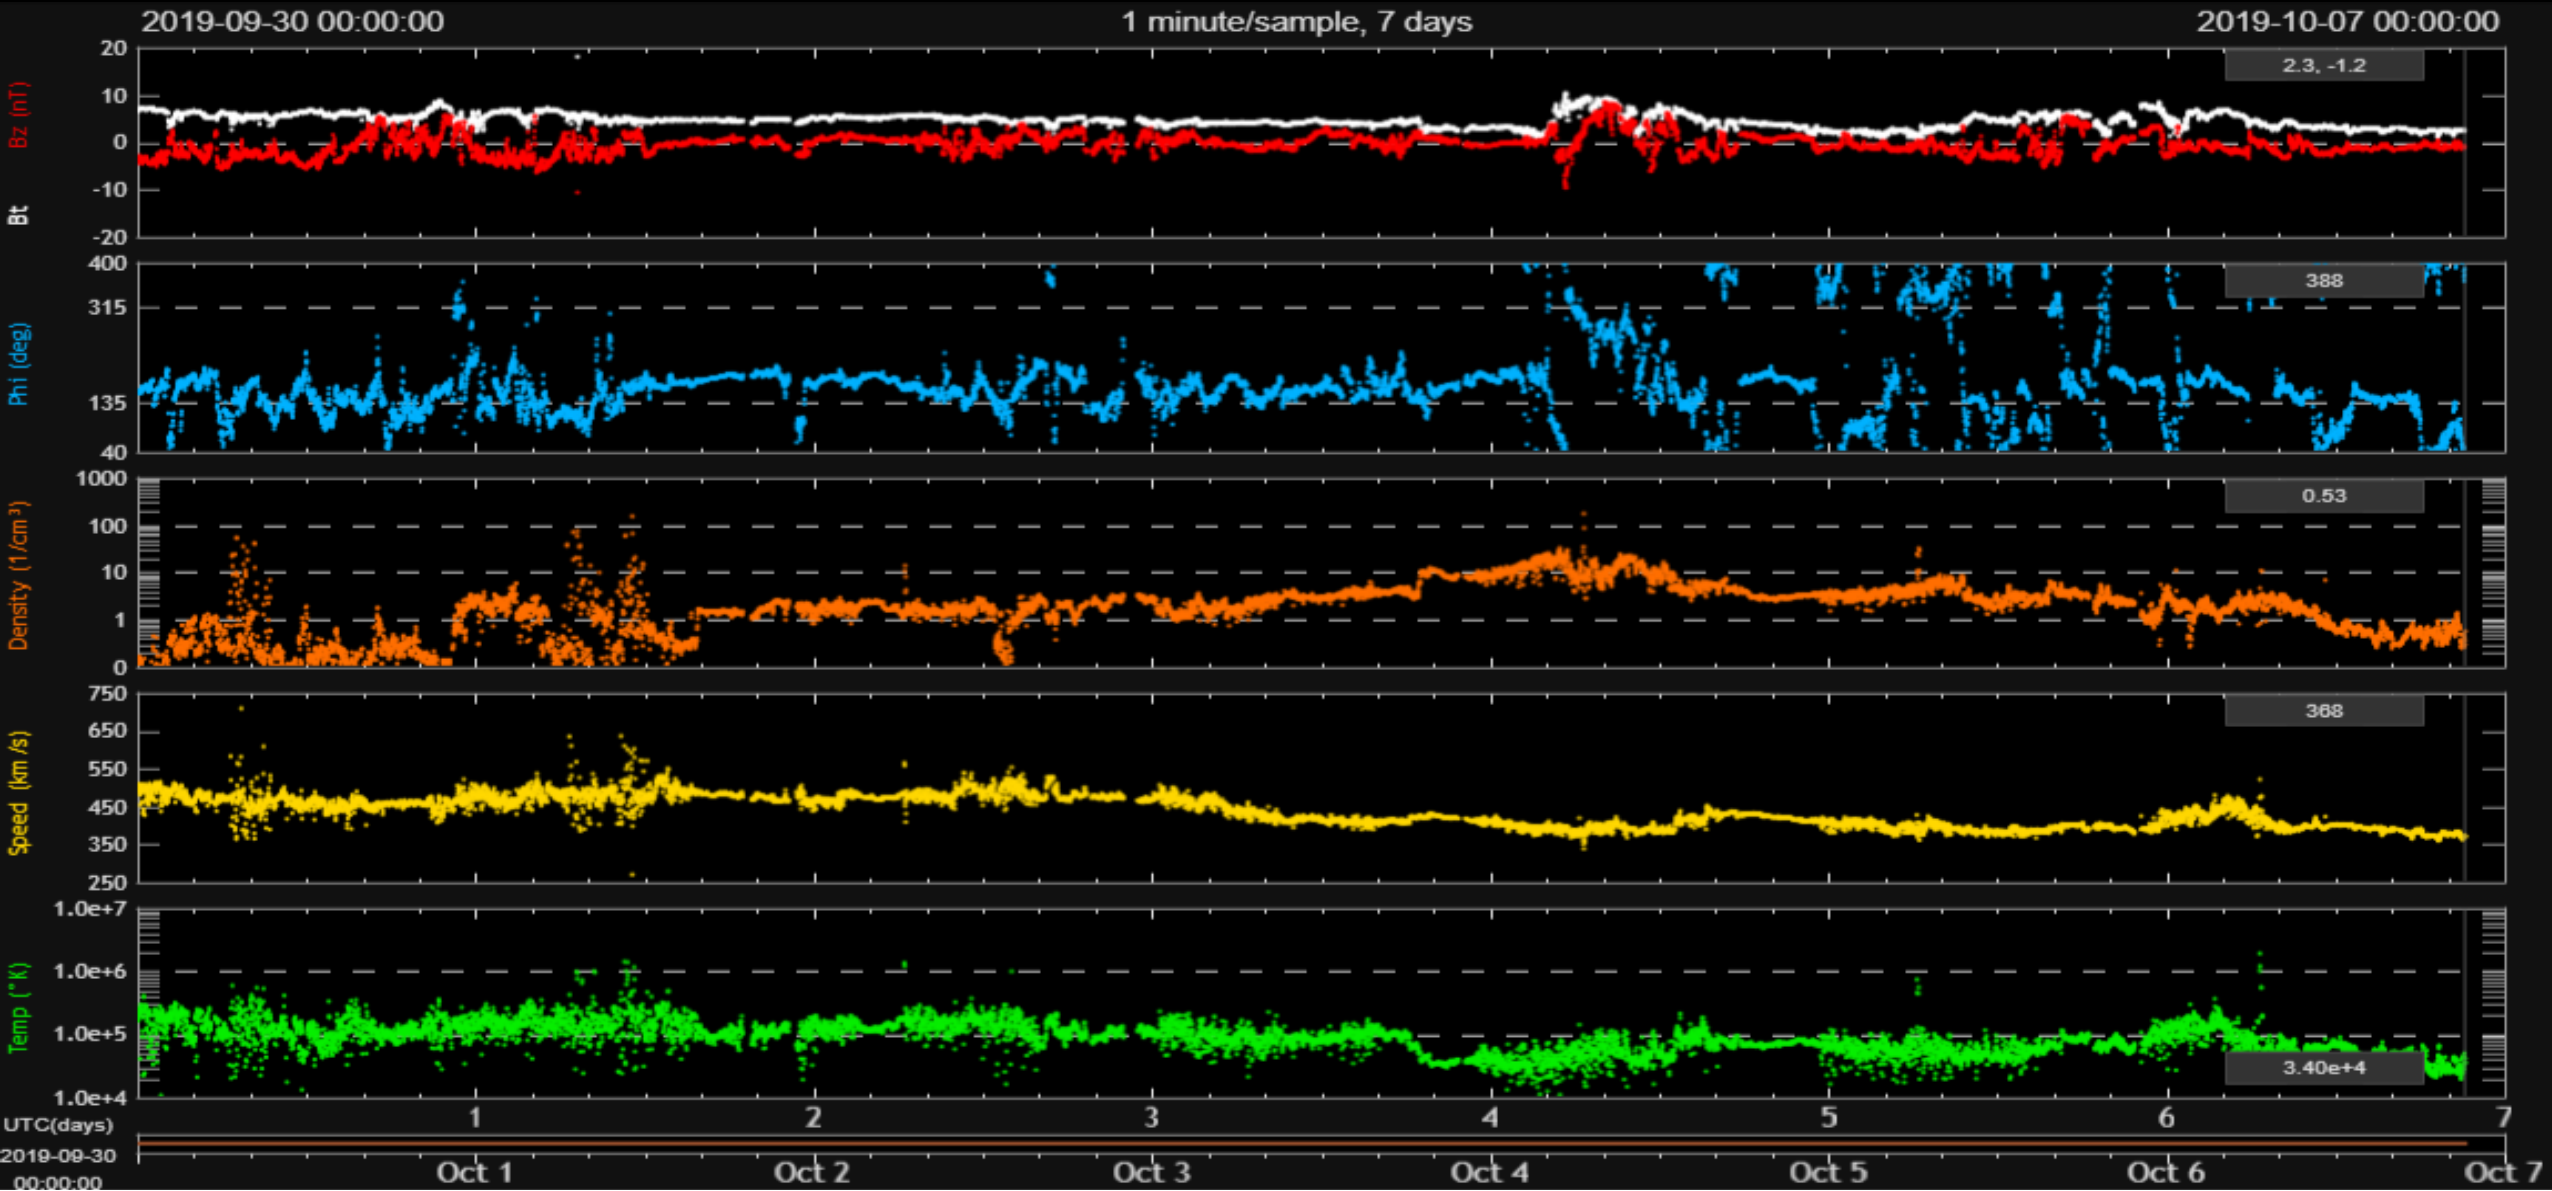 2019-09-30 00:00:00 1 minute/sample, 7 days 2019-10-07 00:00:00
20
10
0
-10
-20
Bt Bz (nT)
2.3, -1.2
400
315
135
40
Phi (deg)
388
1000
100
10
1
0
Density (1/cm³)
0.53
750
650
550
450
350
250
Speed (km/s)
368
1.0e+7
1.0e+6
1.0e+5
1.0e+4
Temp (°K)
3.40e+4
UTC(days) 1 2 3 4 5 6 7
2019-09-30
00:00:00
Oct 1 Oct 2 Oct 3 Oct 4 Oct 5 Oct 6 Oct 7